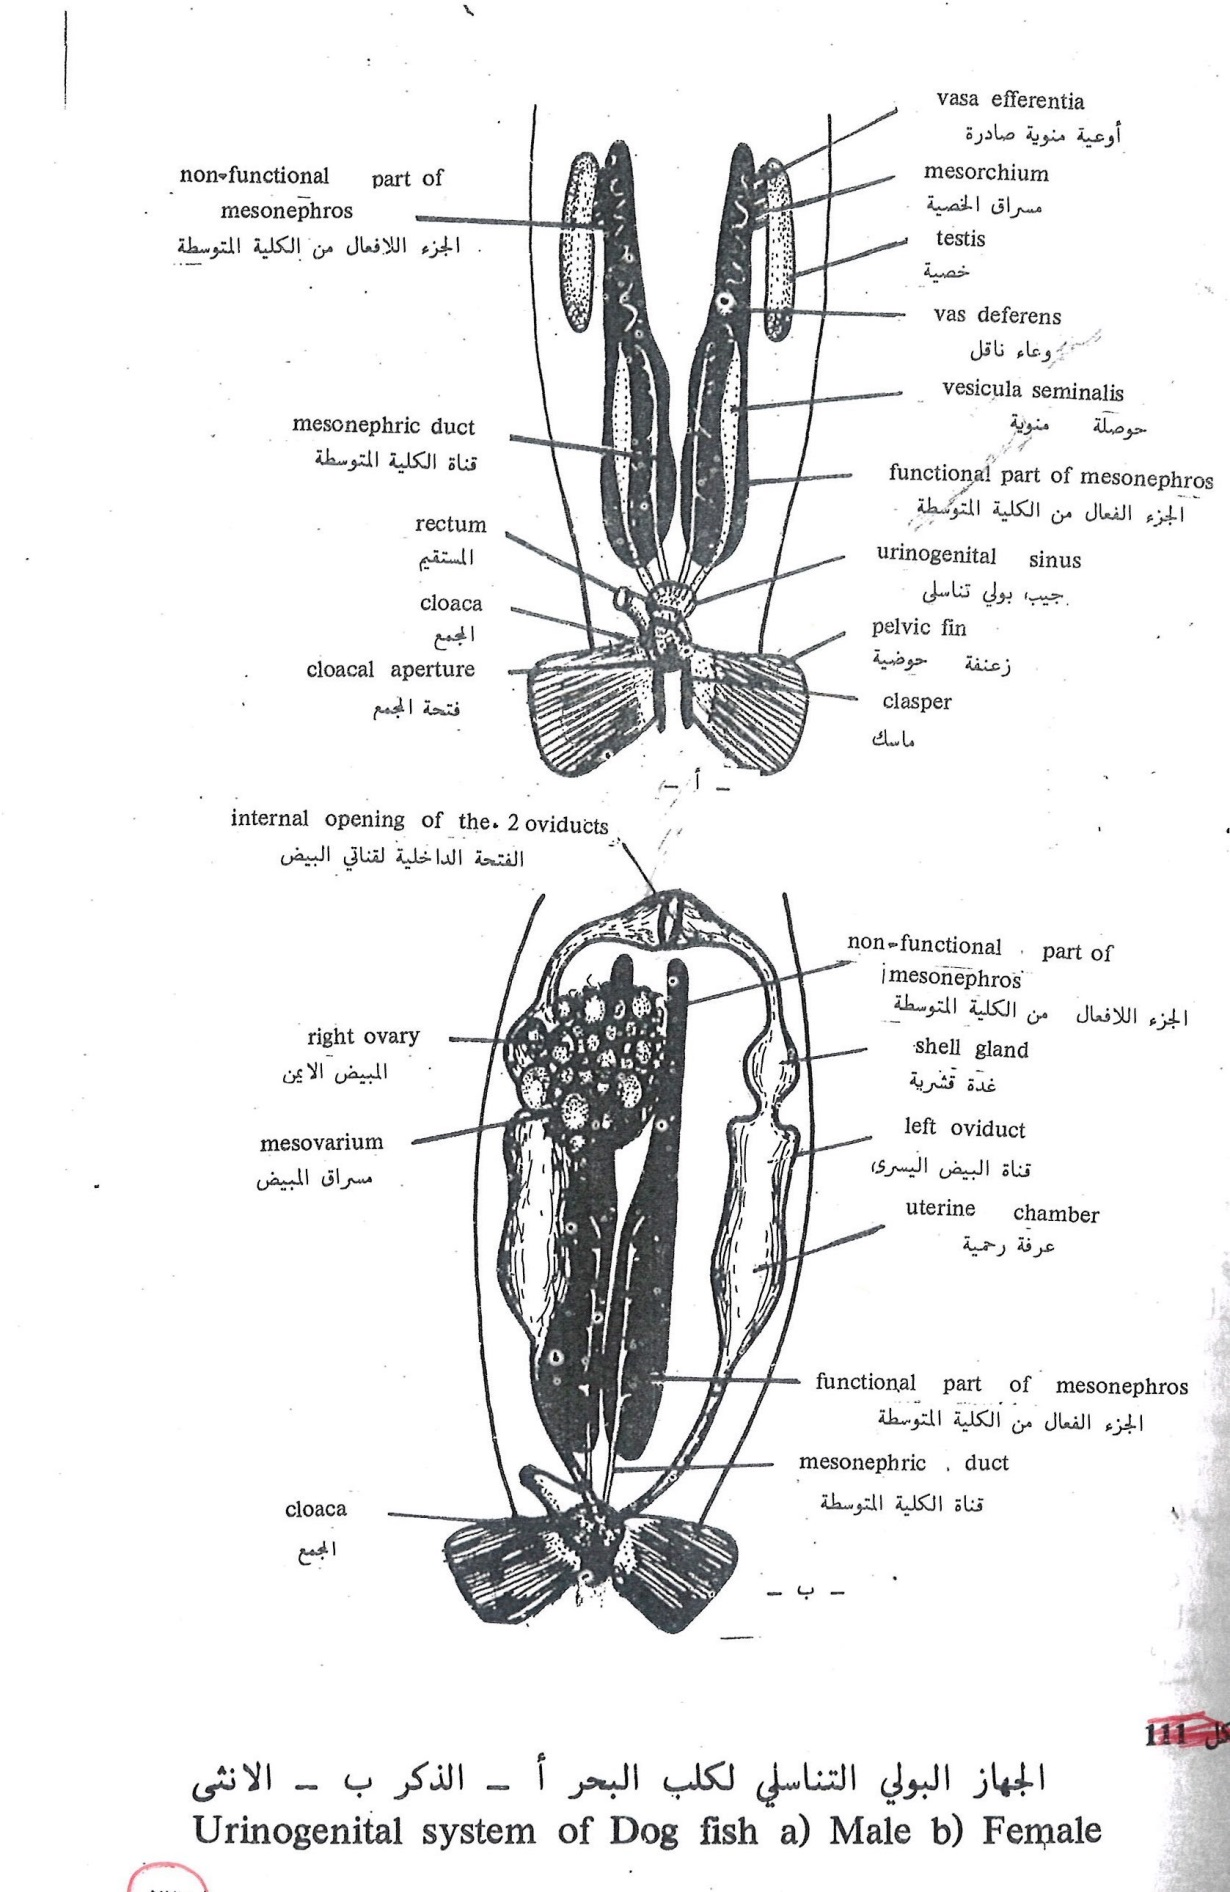 vasa efferentia
أوعية منوية صادرة
non-functional part of
mesonephros
الجزء اللافعال من الكلية المتوسطة
mesorchium
مسراق الخصية
testis
خصية
vas deferens
وعاء ناقل
vesicula seminalis
حوصلة منوية
mesonephric duct
قناة الكلية المتوسطة
functional part of mesonephros
الجزء الفعال من الكلية المتوسطة
rectum
المستقيم
urinogenital sinus
جيب بولي تناسلي
cloaca
المجمع
pelvic fin
زعنفة حوضية
cloacal aperture
فتحة المجمع
clasper
ماسك
- أ -
internal opening of the. 2 oviducts
الفتحة الداخلية لقناتي البيض
non-functional part of
mesonephros
الجزء اللافعال من الكلية المتوسطة
right ovary
المبيض الايمن
shell gland
غدة قشرية
mesovarium
مسراق المبيض
left oviduct
قناة البيض اليسرى
uterine chamber
عرفة رحمية
functional part of mesonephros
الجزء الفعال من الكلية المتوسطة
mesonephric duct
قناة الكلية المتوسطة
cloaca
المجمع
- ب -
111
الجهاز البولي التناسلي لكلب البحر أ - الذكر ب - الانثى
Urinogenital system of Dog fish a) Male b) Female